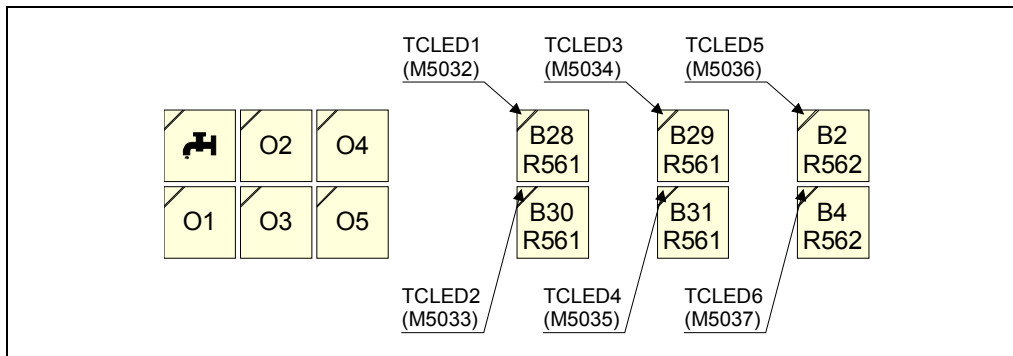 TCLED1
(M5032)
TCLED3
(M5034)
TCLED5
(M5036)
O2
O4
B28
R561
B29
R561
B2
R562
O1
O3
O5
B30
R561
B31
R561
B4
R562
TCLED2
(M5033)
TCLED4
(M5035)
TCLED6
(M5037)